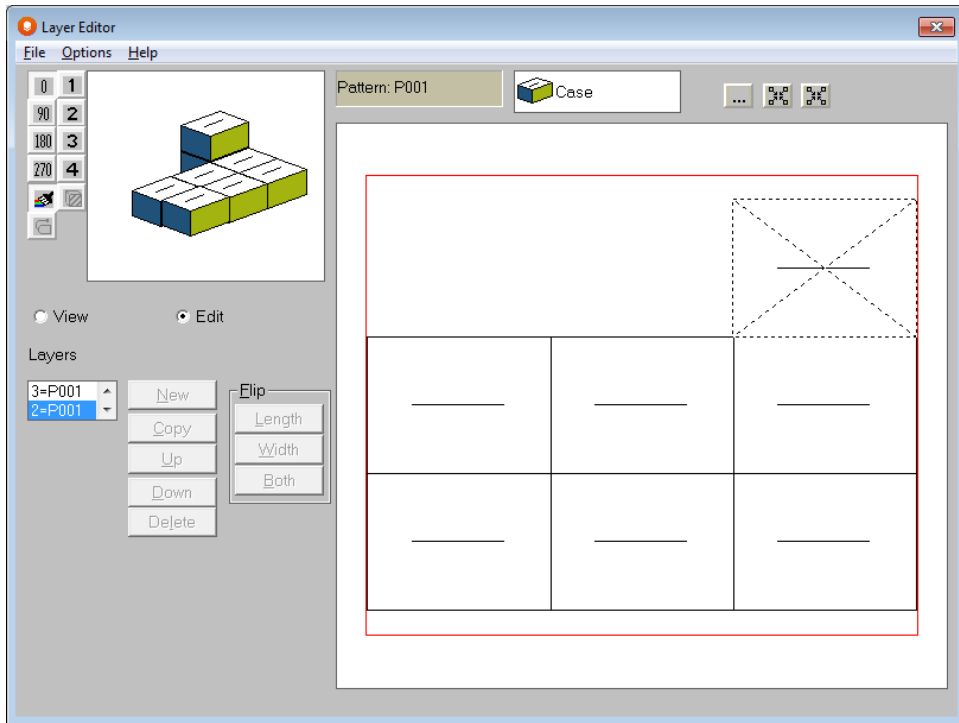 Layer Editor
File Options Help
0 1
90 2
180 3
270 4
Pattern: P001
Case
...
View
Edit
Layers
3=P001
2=P001
New
Copy
Up
Down
Delete
Flip
Length
Width
Both